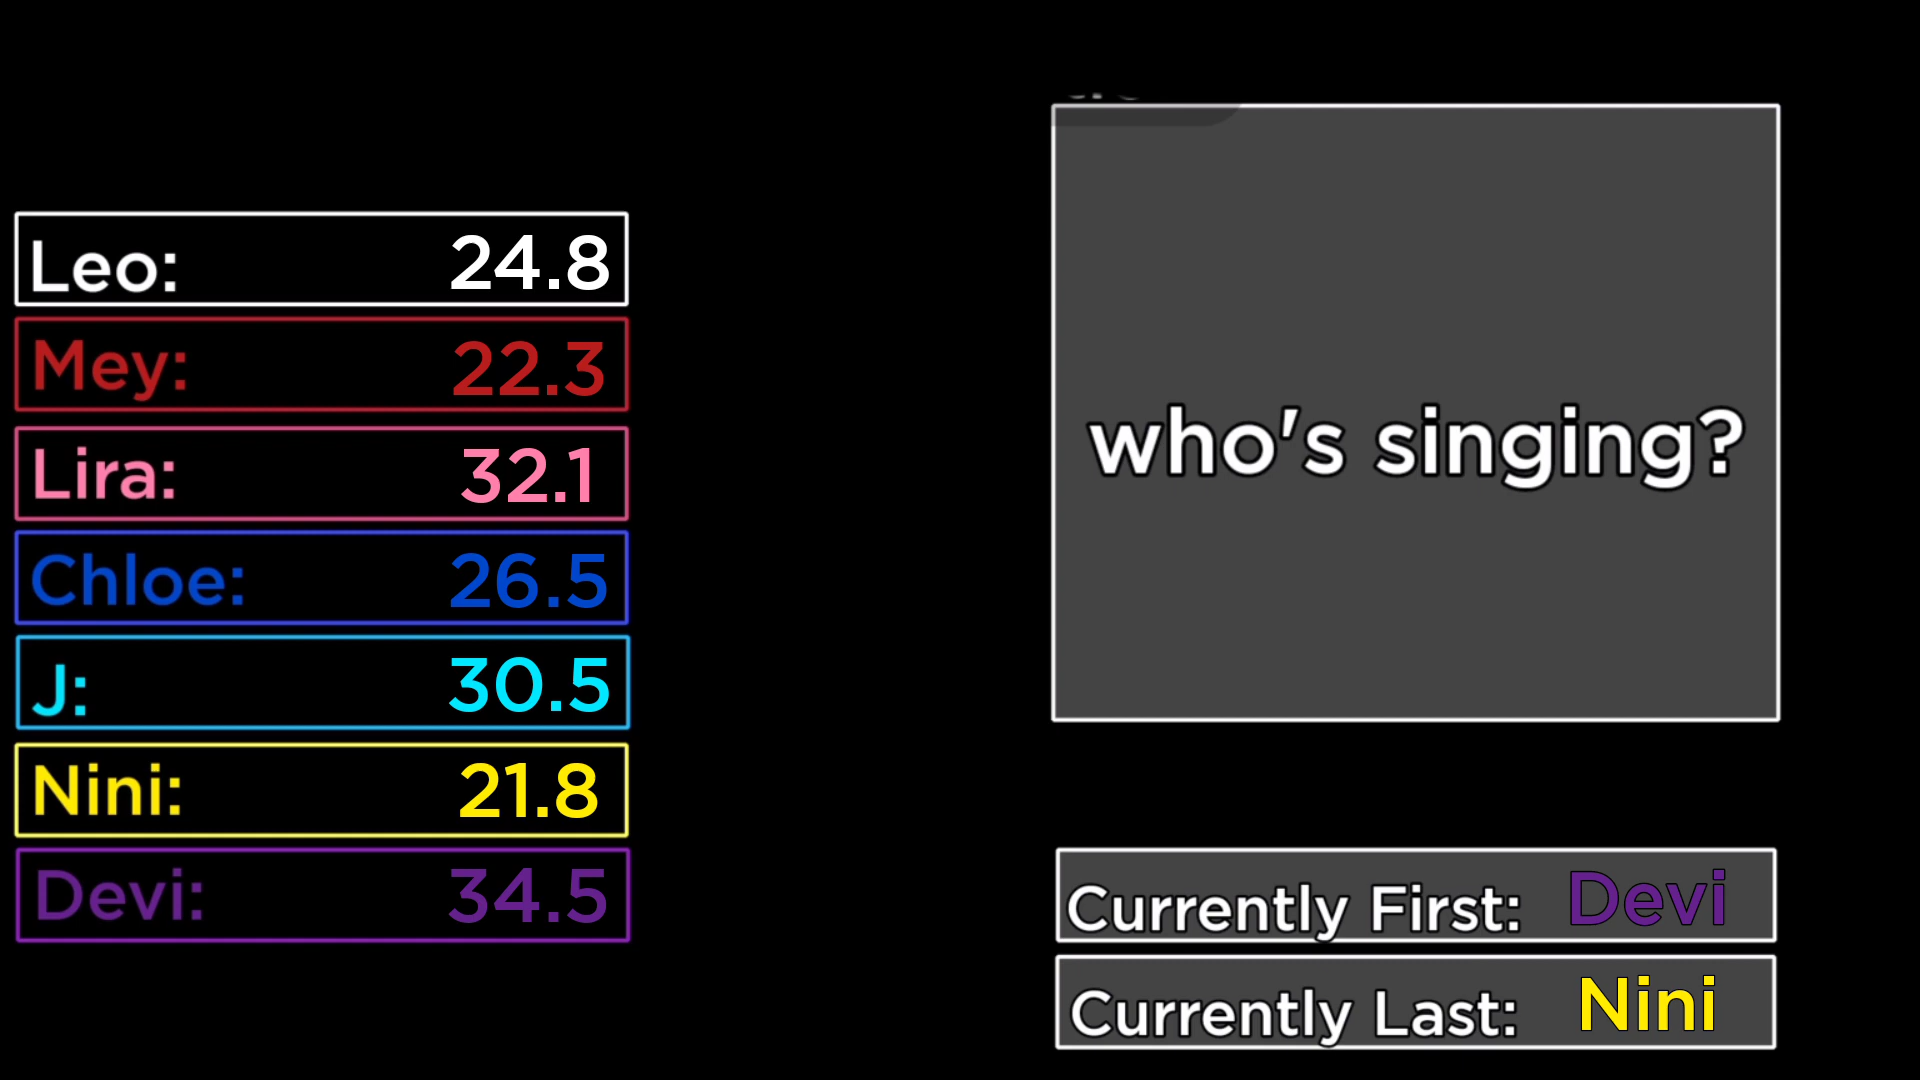 Leo: 24.8
Mey: 22.3
Lira: 32.1
Chloe: 26.5
J: 30.5
Nini: 21.8
Devi: 34.5
who's singing?
Currently First: Devi
Currently Last: Nini